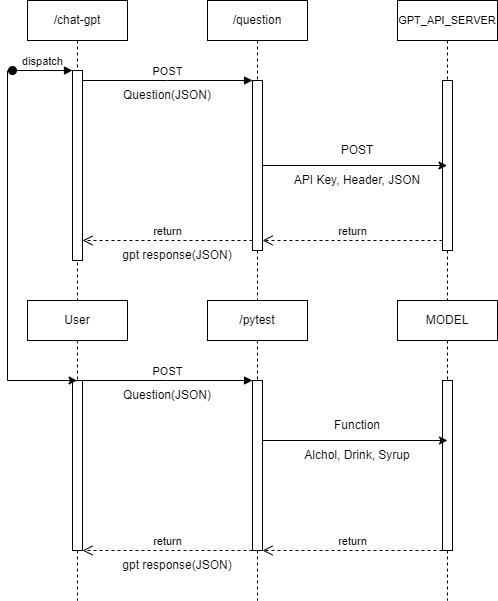 /chat-gpt
/question
GPT_API_SERVER
dispatch
POST
Question(JSON)
POST
API Key, Header, JSON
return
return
gpt response(JSON)
User
/pytest
MODEL
POST
Question(JSON)
Function
Alchol, Drink, Syrup
return
return
gpt response(JSON)